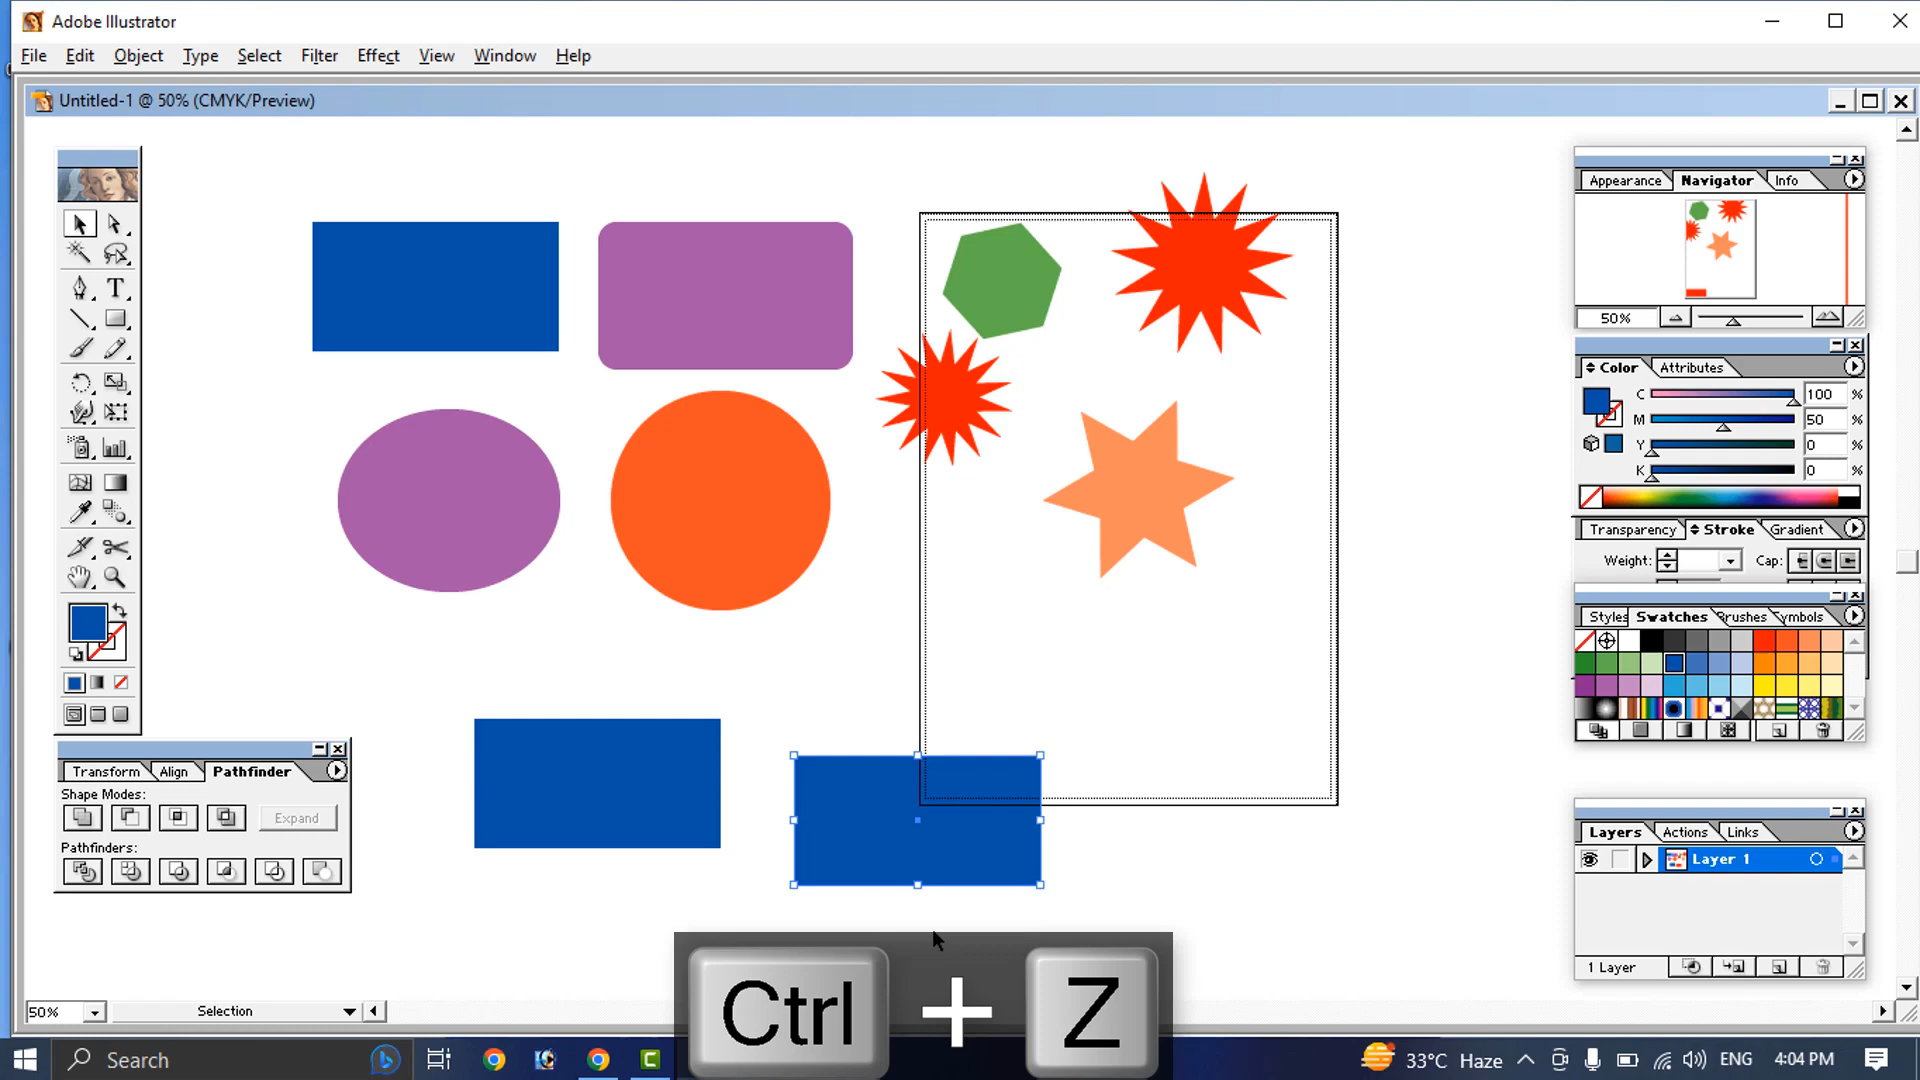 Adobe Illustrator
File Edit Object Type Select Filter Effect View Window Help
Untitled-1 @ 50% (CMYK/Preview)
Appearance Navigator Info
50%
Color Attributes
C 100 %
M 50 %
Y 0 %
K 0 %
Transparency Stroke Gradient
Weight: Cap:
Styles Swatches Brushes Symbols
Transform Align Pathfinder
Shape Modes:
Expand
Pathfinders:
Layers Actions Links
Layer 1
1 Layer
50% Selection
Ctrl + Z
Search 33°C Haze ENG 4:04 PM